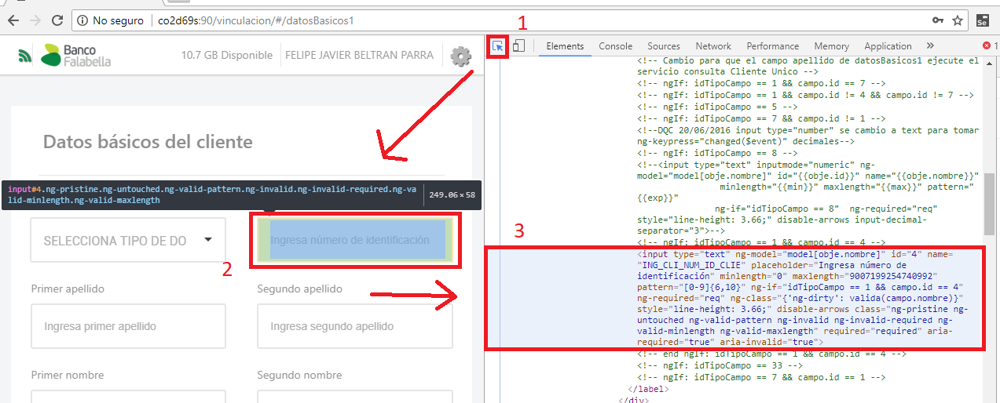 No seguro
co2d69s:90/vinculacion/#/datosBasicos1
Se
1
Banco
Falabella
10.7 GB Disponible
FELIPE JAVIER BELTRAN PARRA
Elements Console Sources Network Performance Memory Application » 1
Datos básicos del cliente
input#4.ng-pristine.ng-untouched.ng-valid-pattern.ng-invalid.ng-invalid-required.ng-va
lid-minlength.ng-valid-maxlength
249.06 × 58
SELECCIONA TIPO DE DO
Ingresa número de identificación
2
Primer apellido
Segundo apellido
Ingresa primer apellido
Ingresa segundo apellido
Primer nombre
Segundo nombre
<!-- Cambio para que el campo apellido de datosBasicos1 ejecute el
servicio consulta Cliente Unico -->
<!-- ngIf: idTipoCampo == 1 && campo.id == 7 -->
<!-- ngIf: idTipoCampo == 1 && campo.id != 4 && campo.id != 7 -->
<!-- ngIf: idTipoCampo == 5 -->
<!-- ngIf: idTipoCampo == 7 && campo.id != 1 -->
<!--DQC 20/06/2016 input type="number" se cambio a text para tomar
ng-keypress="changed($event)" decimales-->
<!-- ngIf: idTipoCampo == 8 -->
<!--<input type="text" inputmode="numeric" ng-
model="model[obje.nombre]" id="{{obje.id}}" name="{{obje.nombre}}"
minlength="{{min}}" maxlength="{{max}}" pattern="
{{exp}}"
ng-if="idTipoCampo == 8" ng-required="req"
style="line-height: 3.66;" disable-arrows input-decimal-
separator="3">-->
3
<!-- ngIf: idTipoCampo == 1 && campo.id == 4 -->
<input type="text" ng-model="model[obje.nombre]" id="4" name=
"ING_CLI_NUM_ID_CLIE" placeholder="Ingresa número de
identificación" minlength="0" maxlength="9007199254740992"
pattern="[0-9]{6,10}" ng-if="idTipoCampo == 1 && campo.id == 4"
ng-required="req" ng-class="{'ng-dirty': valida(campo.nombre)}"
style="line-height: 3.66;" disable-arrows class="ng-pristine ng-
untouched ng-valid-pattern ng-invalid ng-invalid-required ng-
valid-minlength ng-valid-maxlength" required="required" aria-
required="true" aria-invalid="true">
<!-- end ngIf: idTipoCampo == 1 && campo.id == 4 -->
<!-- ngIf: idTipoCampo == 33 -->
<!-- ngIf: idTipoCampo == 7 && campo.id == 1 -->
</label>
</div>